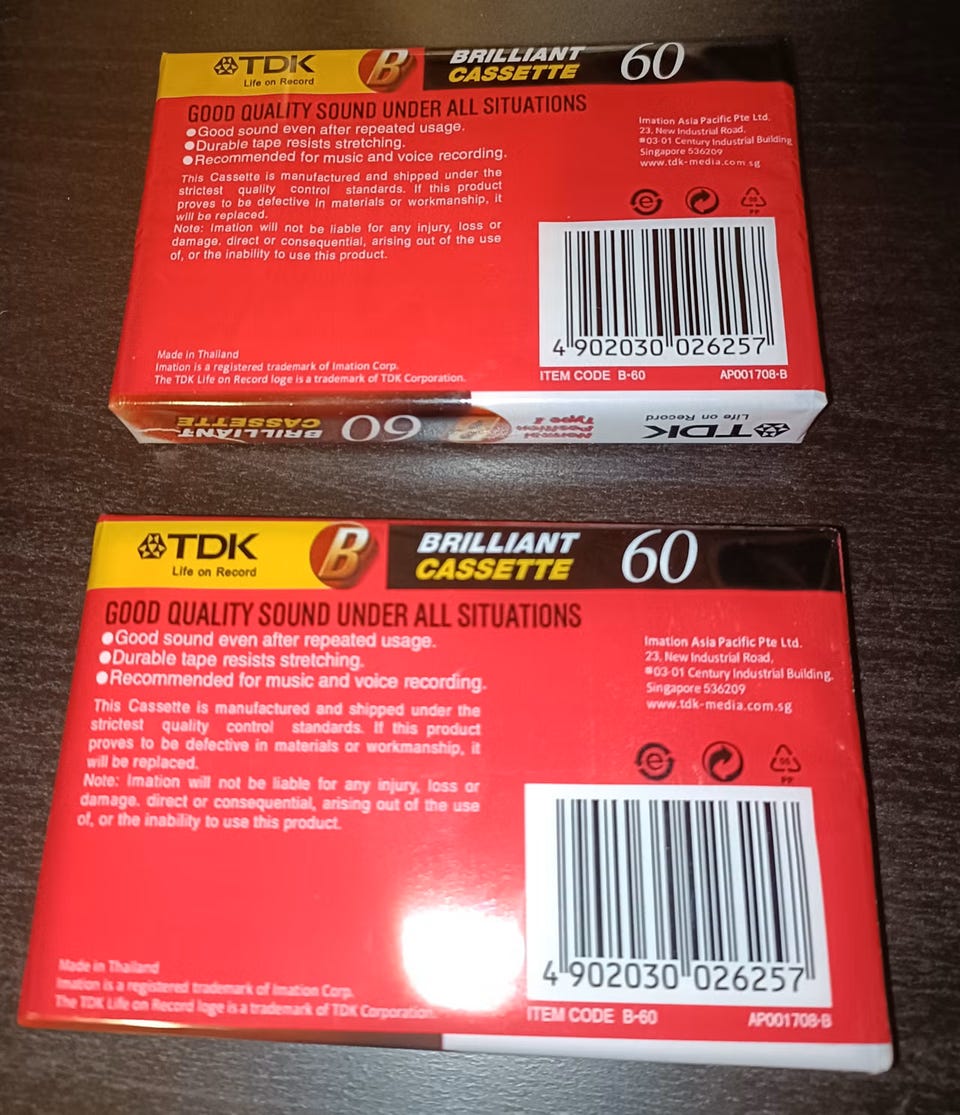 TDK
Life on Record
B
BRILLIANT
CASSETTE
60
GOOD QUALITY SOUND UNDER ALL SITUATIONS
●Good sound even after repeated usage.
●Durable tape resists stretching.
●Recommended for music and voice recording.
This Cassette is manufactured and shipped under the
strictest quality control standards. If this product
proves to be defective in materials or workmanship, it
will be replaced.
Note: Imation will not be liable for any injury, loss or
damage. direct or consequential, arising out of the use
of, or the inability to use this product.
Imation Asia Pacific Pte Ltd.
23, New Industrial Road,
#03-01 Century Industrial Building
Singapore 536209
www.tdk-media.com.sg
e
05
PP
4 902030 026257
ITEM CODE B-60
AP001708-B
Made in Thailand
Imation is a registered trademark of Imation Corp.
The TDK Life on Record loge is a trademark of TDK Corporation.
TDK
Life on Record
Normal
Position
Type I
B
60
BRILLIANT
CASSETTE
TDK
Life on Record
B
BRILLIANT
CASSETTE
60
GOOD QUALITY SOUND UNDER ALL SITUATIONS
●Good sound even after repeated usage.
●Durable tape resists stretching.
●Recommended for music and voice recording.
This Cassette is manufactured and shipped under the
strictest quality control standards. If this product
proves to be defective in materials or workmanship, it
will be replaced.
Note: Imation will not be liable for any injury, loss or
damage. direct or consequential, arising out of the use
of, or the inability to use this product.
Imation Asia Pacific Pte Ltd.
23, New Industrial Road,
#03-01 Century Industrial Building,
Singapore 536209
www.tdk-media.com.sg
e
05
PP
4 902030 026257
ITEM CODE B-60
AP001708-B
Made in Thailand
Imation is a registered trademark of Imation Corp.
The TDK Life on Record loge is a trademark of TDK Corporation.